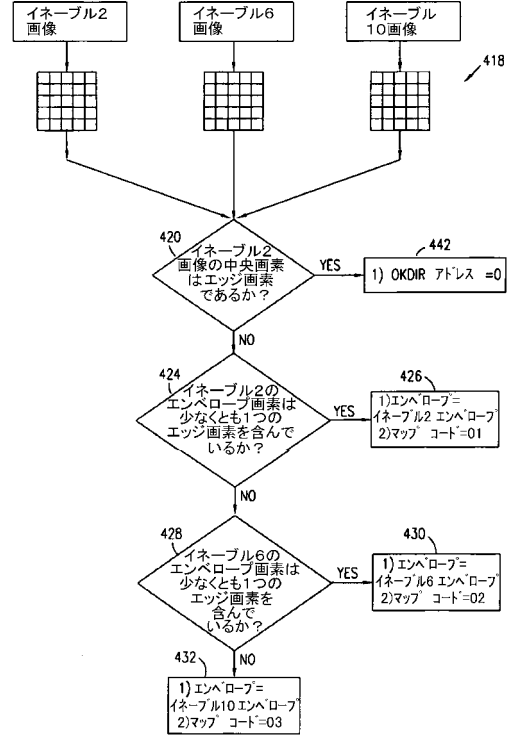 イネーブル2
画像
イネーブル6
画像
イネーブル
10画像
418
420
イネーブル2
画像の中央画素
はエッジ画素
であるか？
YES
442
1) OKDIR アドレス =0
NO
424
イネーブル2の
エンベロープ画素は
少なくとも1つの
エッジ画素を含んで
いるか？
YES
426
1)エンベロープ=
イネーブル2 エンベロープ
2)マップ コード=01
NO
428
イネーブル6の
エンベロープ画素は
少なくとも1つの
エッジ画素を
含んで
いるか？
YES
430
1)エンベロープ=
イネーブル6 エンベロープ
2)マップ コード=02
NO
432
1)エンベロープ=
イネーブル10 エンベロープ
2)マップ コード=03